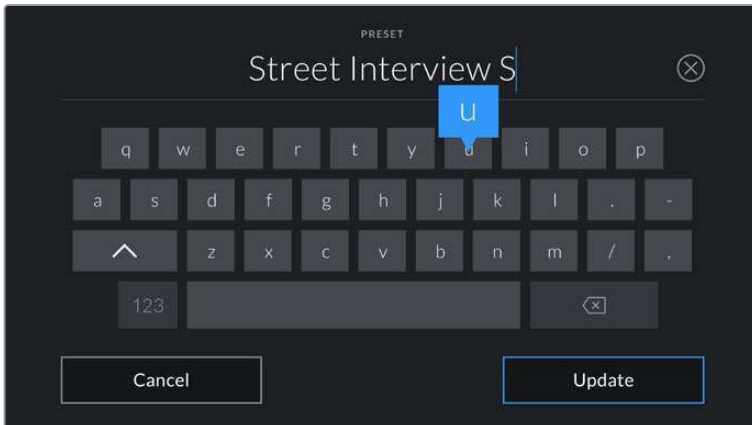 PRESET
Street Interview S
u
q w e r t y u i o p
a s d f g h j k l . -
z x c v b n m / ,
123
Cancel Update